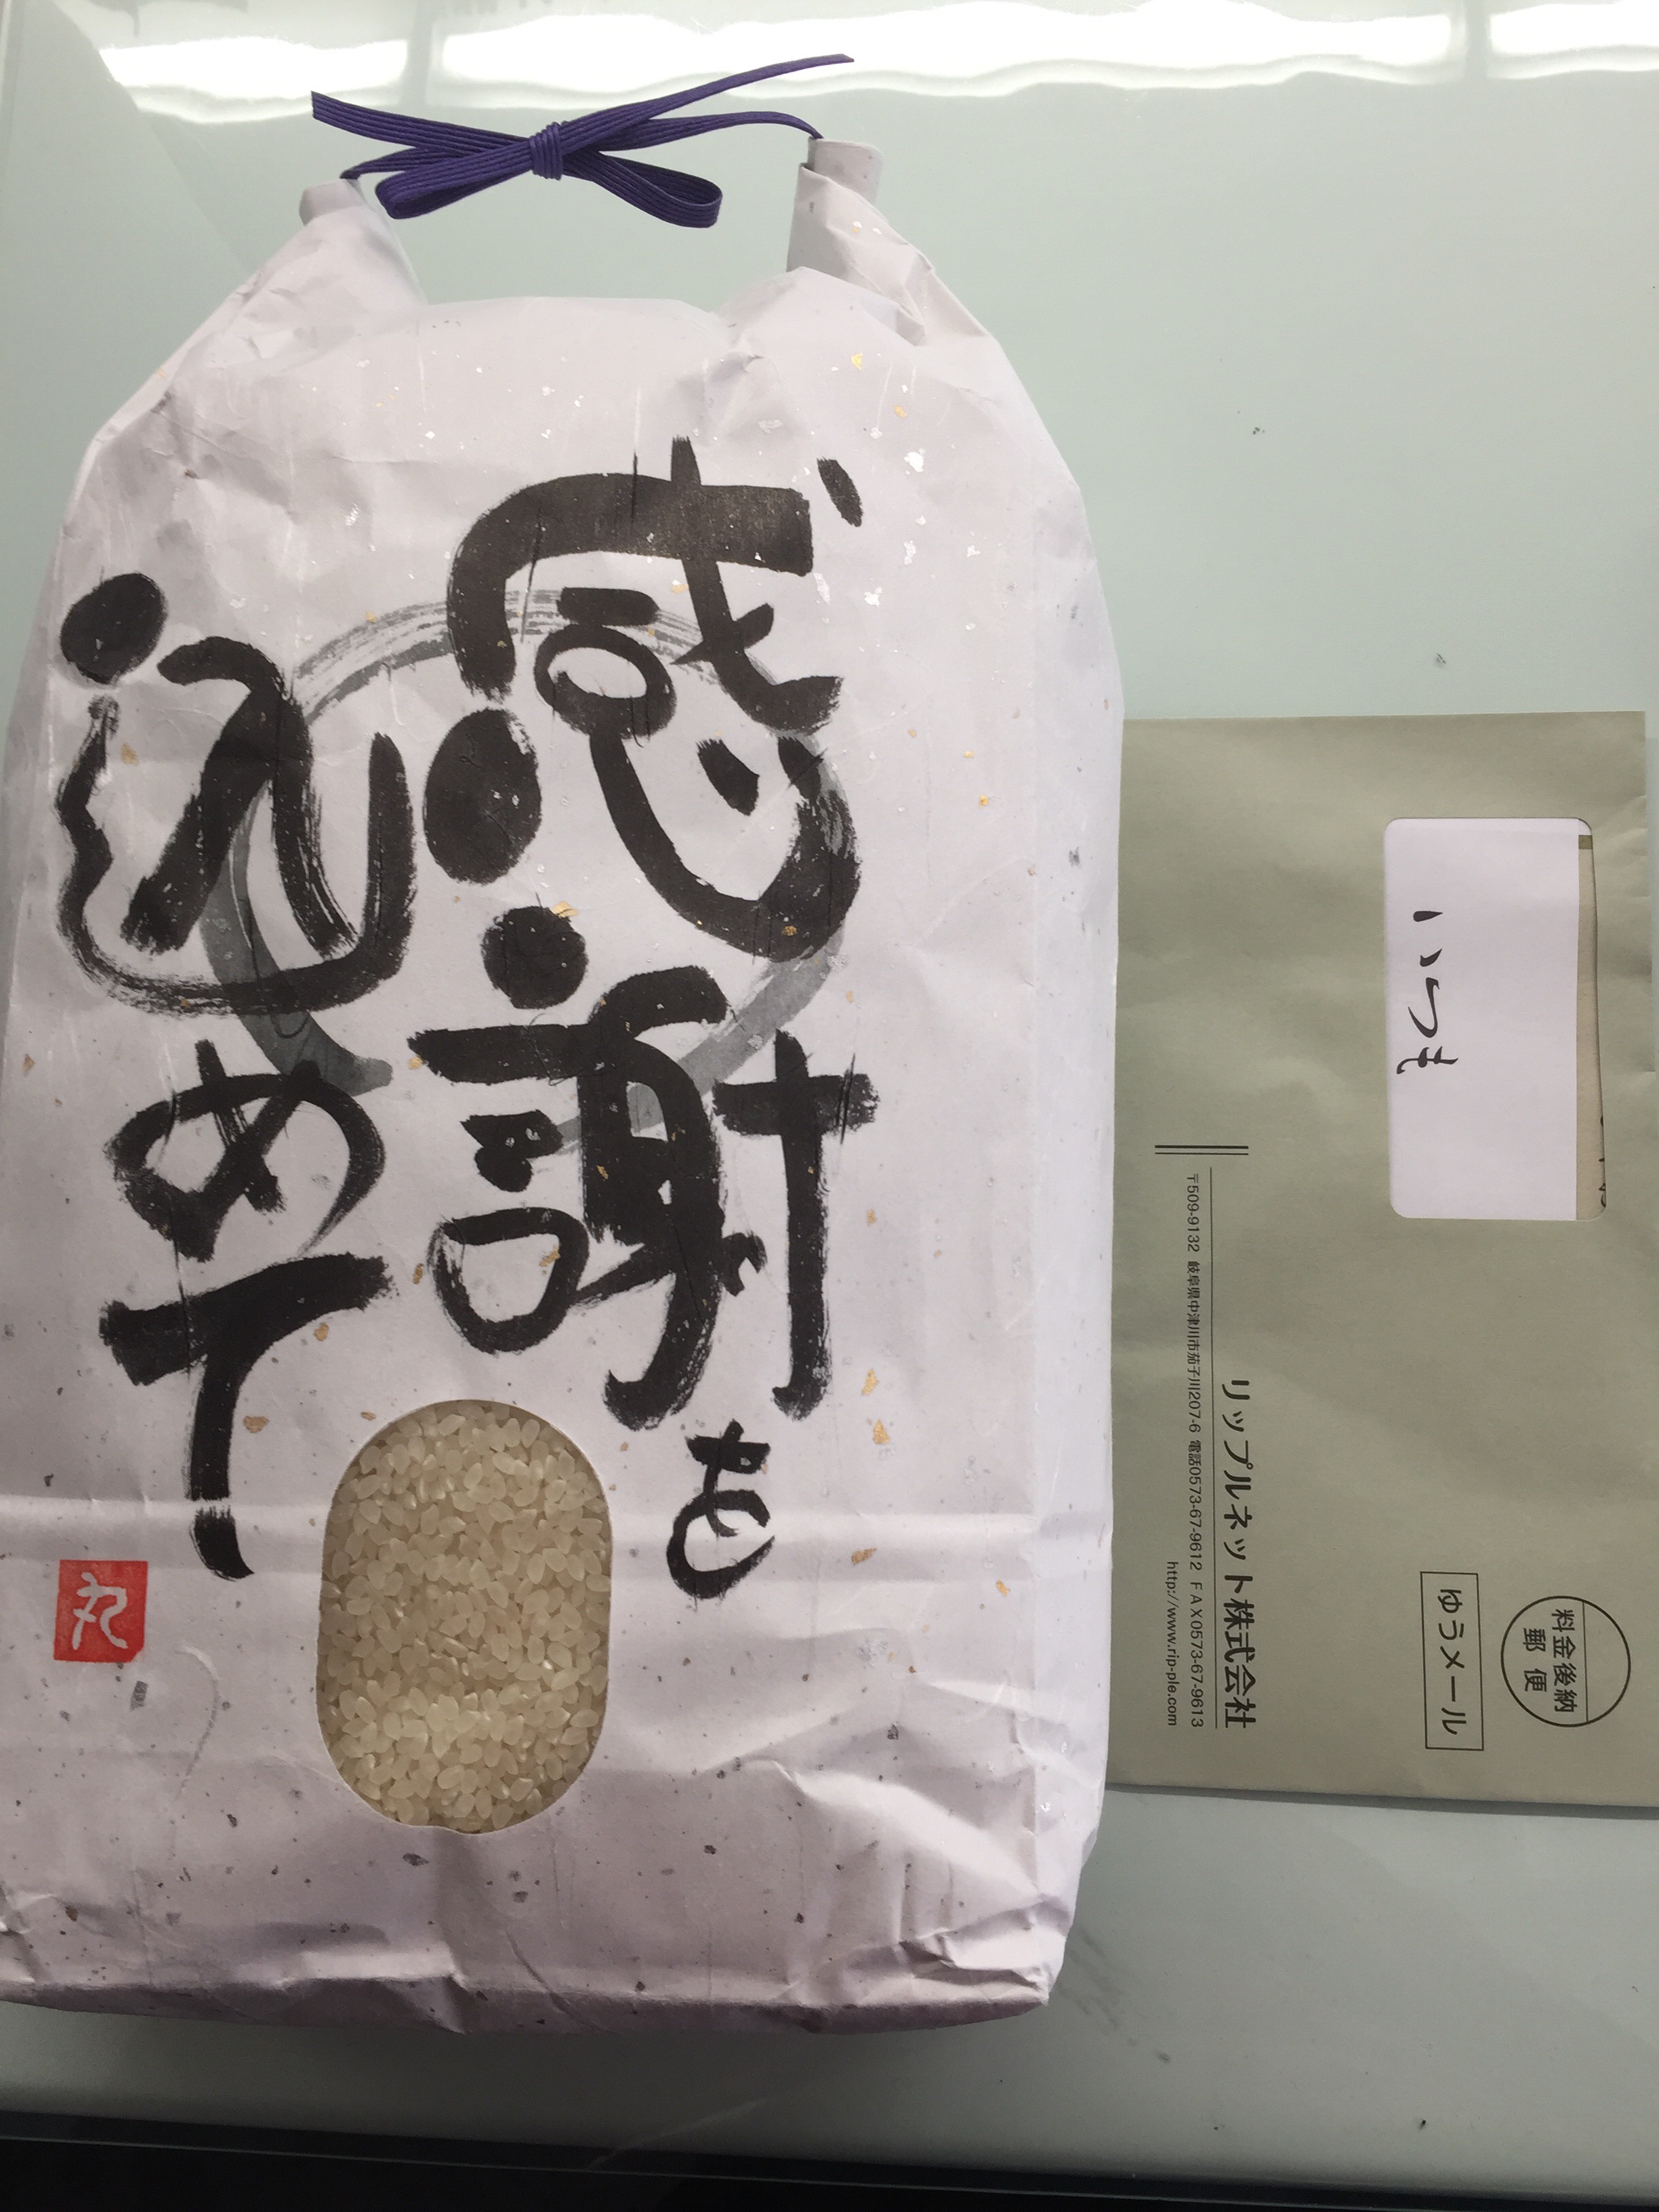 感謝を
込めて
丸
いつも
リップルネット株式会社
〒509-9132 岐阜県中津川市茄子川207-6 電話0573-67-9612 FAX0573-67-9613
http://www.rip-ple.com
料金後納
郵便
ゆうメール